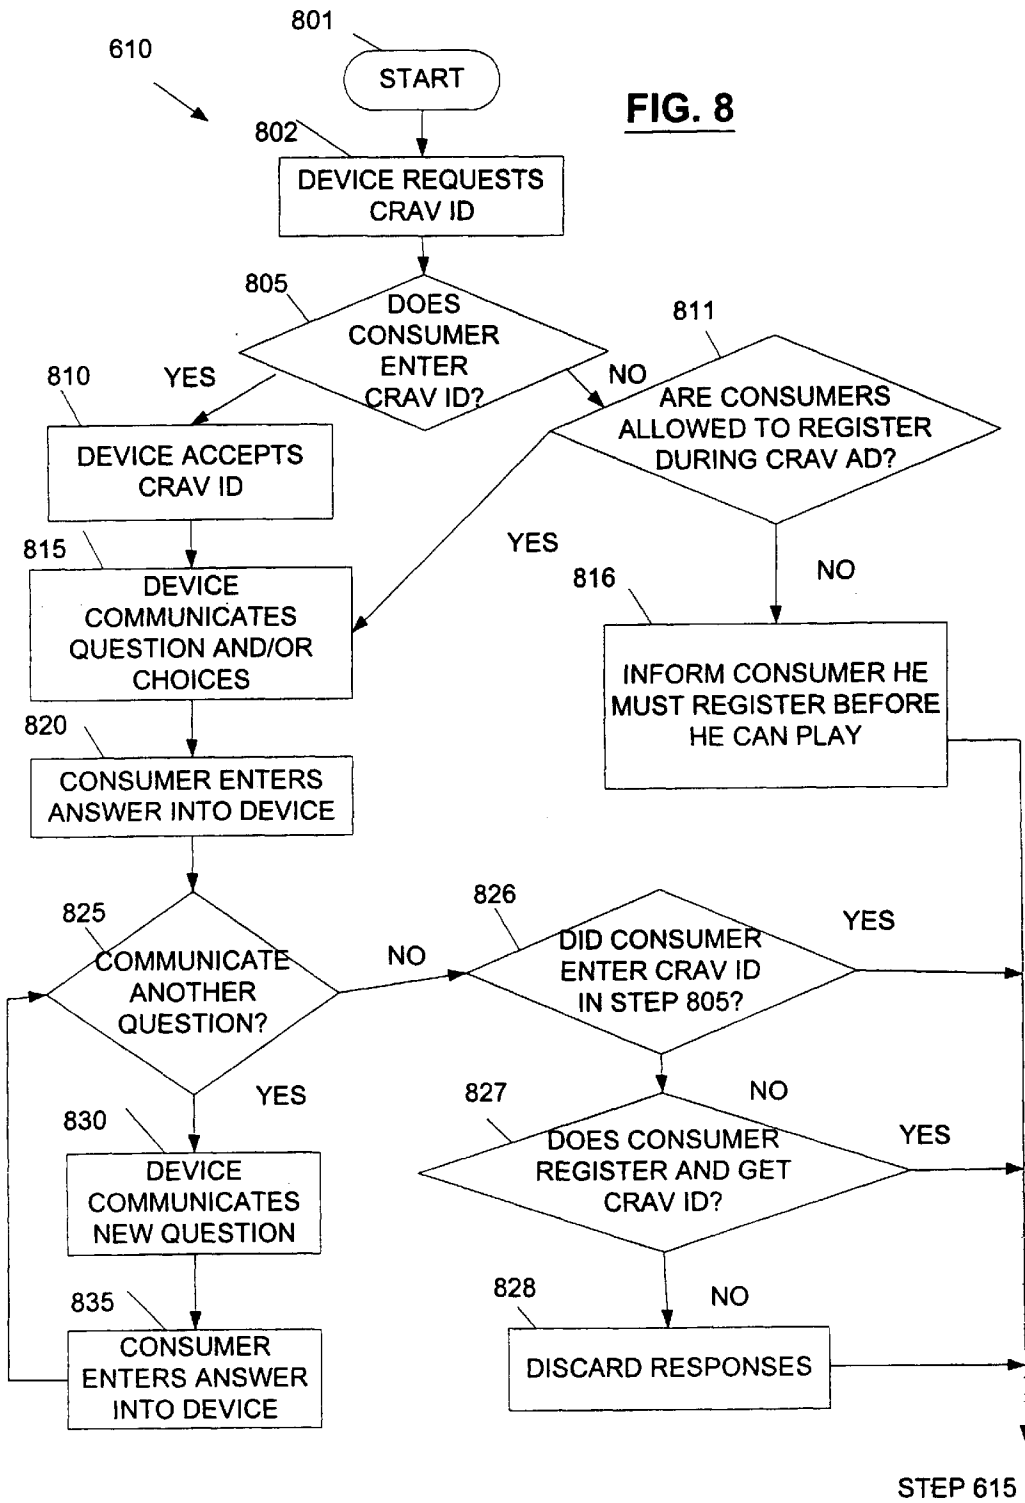 801
610
START
FIG. 8
802
DEVICE REQUESTS
CRAV ID
805
DOES
CONSUMER
ENTER
CRAV ID?
811
YES
NO
810
ARE CONSUMERS
ALLOWED TO REGISTER
DURING CRAV AD?
DEVICE ACCEPTS
CRAV ID
815
YES
NO
816
DEVICE
COMMUNICATES
QUESTION AND/OR
CHOICES
INFORM CONSUMER HE
MUST REGISTER BEFORE
HE CAN PLAY
820
CONSUMER ENTERS
ANSWER INTO DEVICE
825
COMMUNICATE
ANOTHER
QUESTION?
NO
826
DID CONSUMER
ENTER CRAV ID
IN STEP 805?
YES
YES
NO
827
DOES CONSUMER
REGISTER AND GET
CRAV ID?
YES
830
DEVICE
COMMUNICATES
NEW QUESTION
835
CONSUMER
ENTERS ANSWER
INTO DEVICE
NO
828
DISCARD RESPONSES
STEP 615